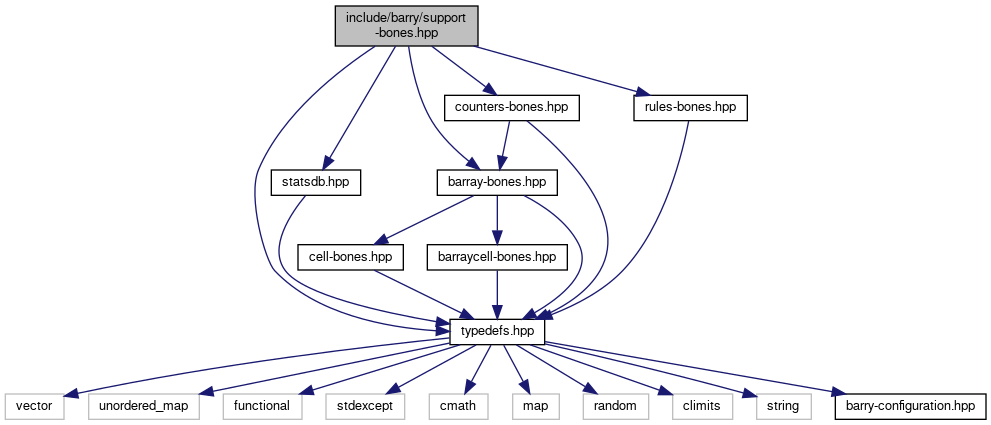 include/barry/support
-bones.hpp
counters-bones.hpp
rules-bones.hpp
statsdb.hpp
barray-bones.hpp
cell-bones.hpp
barraycell-bones.hpp
typedefs.hpp
vector
unordered_map
functional
stdexcept
cmath
map
random
climits
string
barry-configuration.hpp